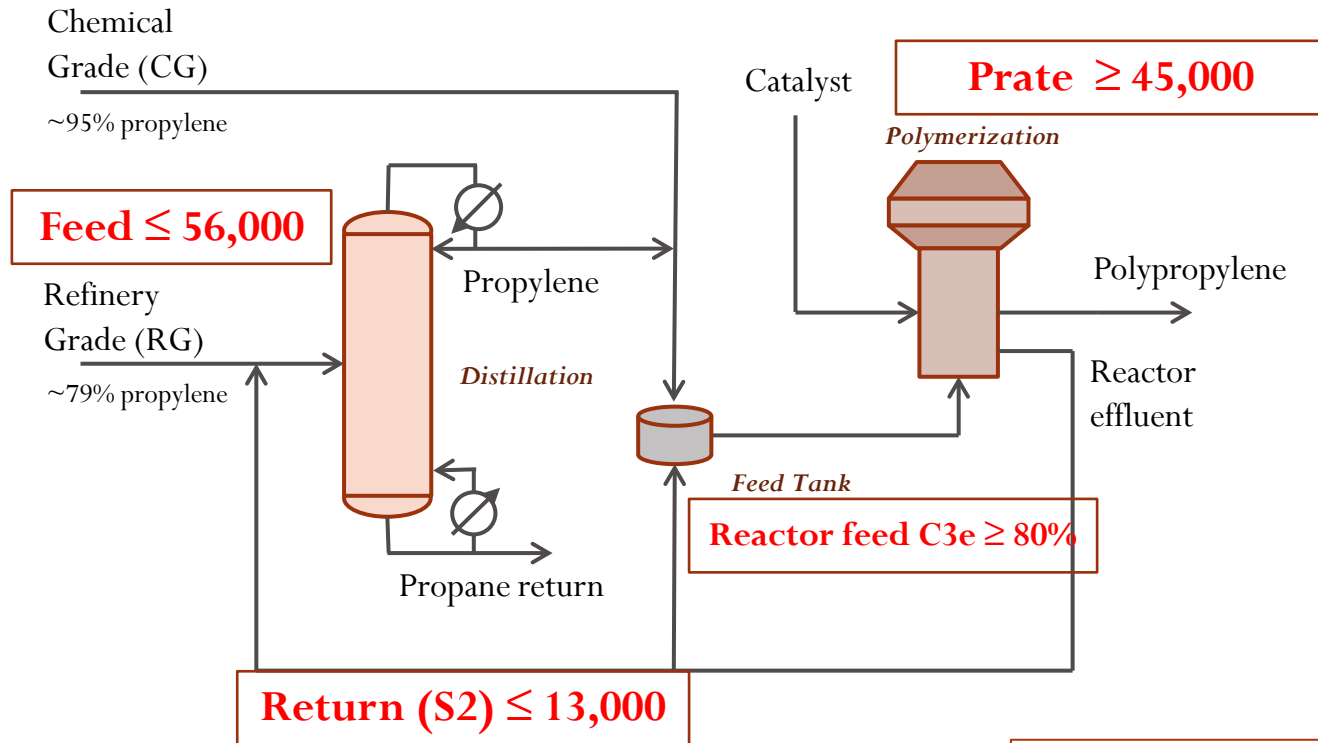 Chemical
Grade (CG)
~95% propylene
Catalyst
Prate ≥ 45,000
Polymerization
Feed ≤ 56,000
Propylene
Polypropylene
Refinery
Grade (RG)
~79% propylene
Distillation
Reactor
effluent
Feed Tank
Reactor feed C3e ≥ 80%
Propane return
Return (S2) ≤ 13,000